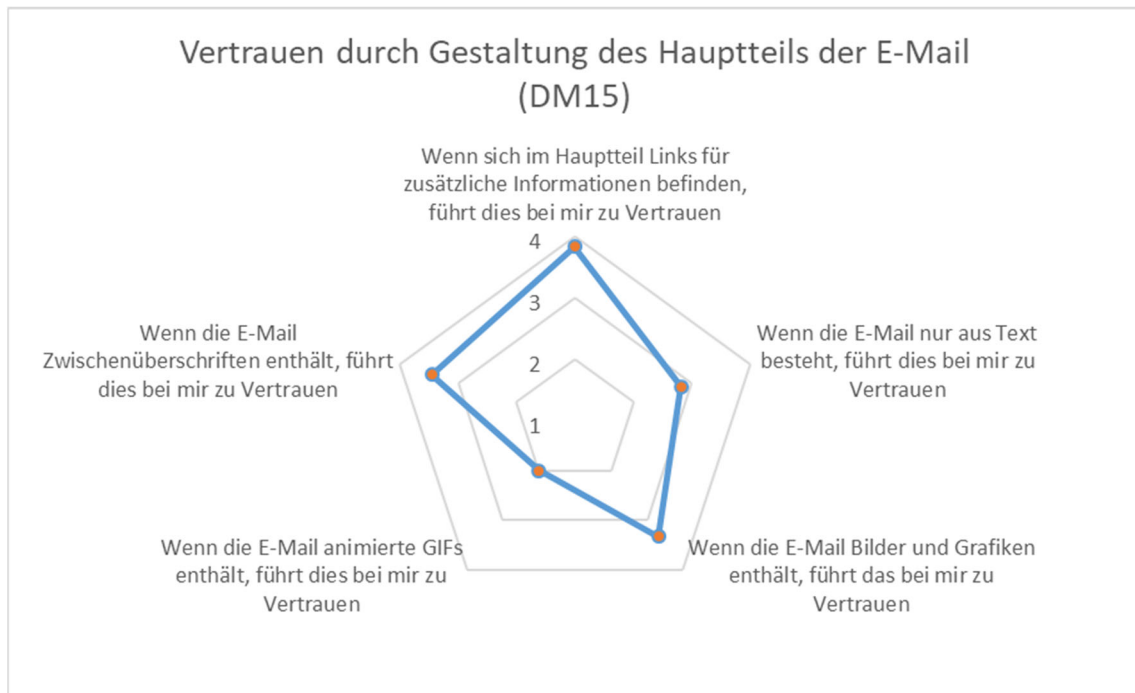 Vertrauen durch Gestaltung des Hauptteils der E-Mail
(DM15)
Wenn sich im Hauptteil Links für
zusätzliche Informationen befinden,
führt dies bei mir zu Vertrauen
4
3
2
1
Wenn die E-Mail
Zwischenüberschriften enthält, führt
dies bei mir zu Vertrauen
Wenn die E-Mail nur aus Text
besteht, führt dies bei mir zu
Vertrauen
Wenn die E-Mail animierte GIFs
enthält, führt dies bei mir zu
Vertrauen
Wenn die E-Mail Bilder und Grafiken
enthält, führt das bei mir zu
Vertrauen